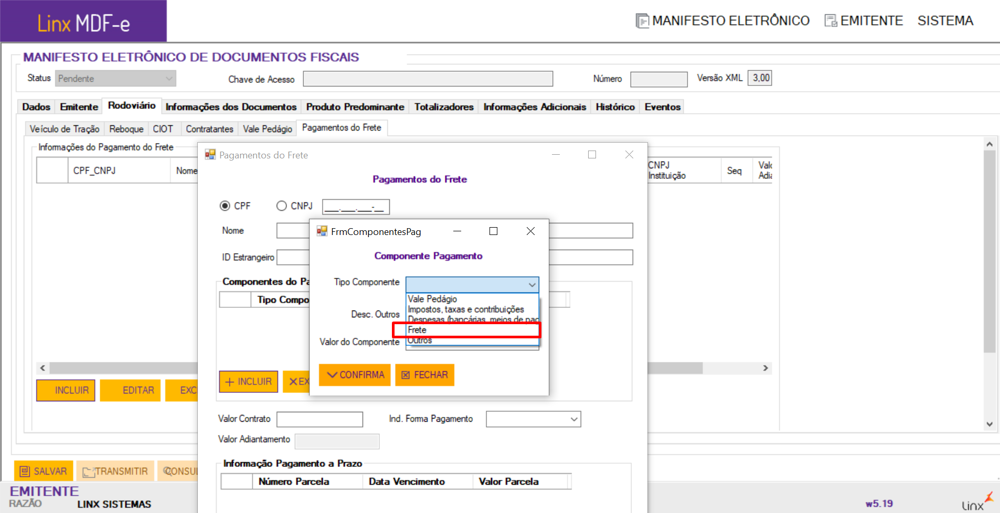 Linx MDF-e
MANIFESTO ELETRÔNICO EMITENTE SISTEMA
MANIFESTO ELETRÔNICO DE DOCUMENTOS FISCAIS
Status Pendente Chave de Acesso Número Versão XML 3,00
Dados Emitente Rodoviário Informações dos Documentos Produto Predominante Totalizadores Informações Adicionais Histórico Eventos
Veículo de Tração Reboque CIOT Contratantes Vale Pedágio Pagamentos do Frete
Informações do Pagamento do Frete
CPF_CNPJ Nome
CNPJ
Instituição
Seq
Valo
Adia
Pagamentos do Frete
Pagamentos do Frete
CPF CNPJ ___.___.___-__
Nome
ID Estrangeiro
Componentes do Pa
Tipo Compo
FrmComponentesPag
Componente Pagamento
Tipo Componente
Vale Pedágio
Impostos, taxas e contribuições
Despesas (bancárias, meios de pag
Frete
Outros
Desc. Outros
Valor do Componente
CONFIRMA FECHAR
INCLUIR EX
INCLUIR EDITAR EXC
Valor Contrato Ind. Forma Pagamento
Valor Adiantamento
Informação Pagamento a Prazo
Número Parcela Data Vencimento Valor Parcela
SALVAR TRANSMITIR CONSUL
EMITENTE
RAZÃO LINX SISTEMAS
w5.19
Linx